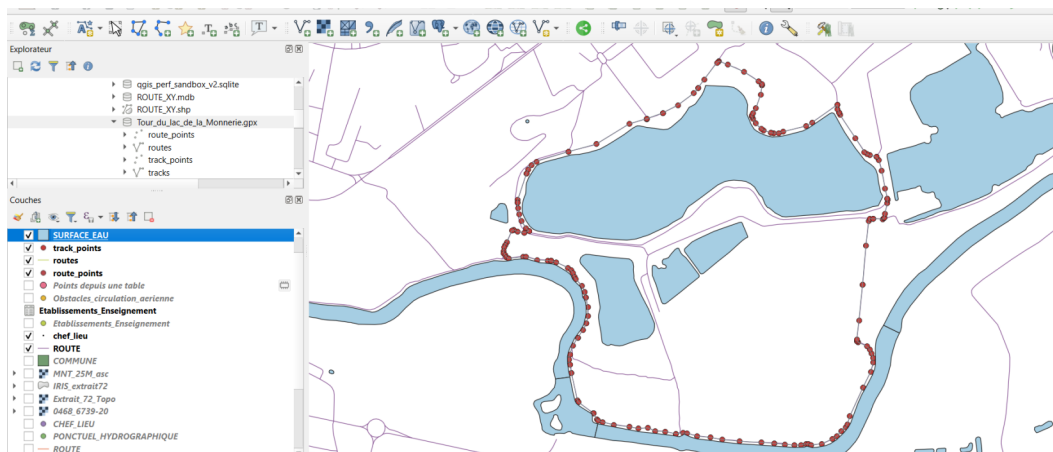 Explorateur
qgis_perf_sandbox_v2.sqlite
ROUTE_XY.mdb
ROUTE_XY.shp
Tour_du_lac_de_la_Monnerie.gpx
route_points
routes
track_points
tracks
Couches
SURFACE_EAU
track_points
routes
route_points
Points depuis une table
Obstacles_circulation_aerienne
Etablissements_Enseignement
Etablissements_Enseignement
chef_lieu
ROUTE
COMMUNE
MNT_25M_asc
IRIS_extrait72
Extrait_72_Topo
0468_6739-20
CHEF_LIEU
PONCTUEL_HYDROGRAPHIQUE
ROUTE